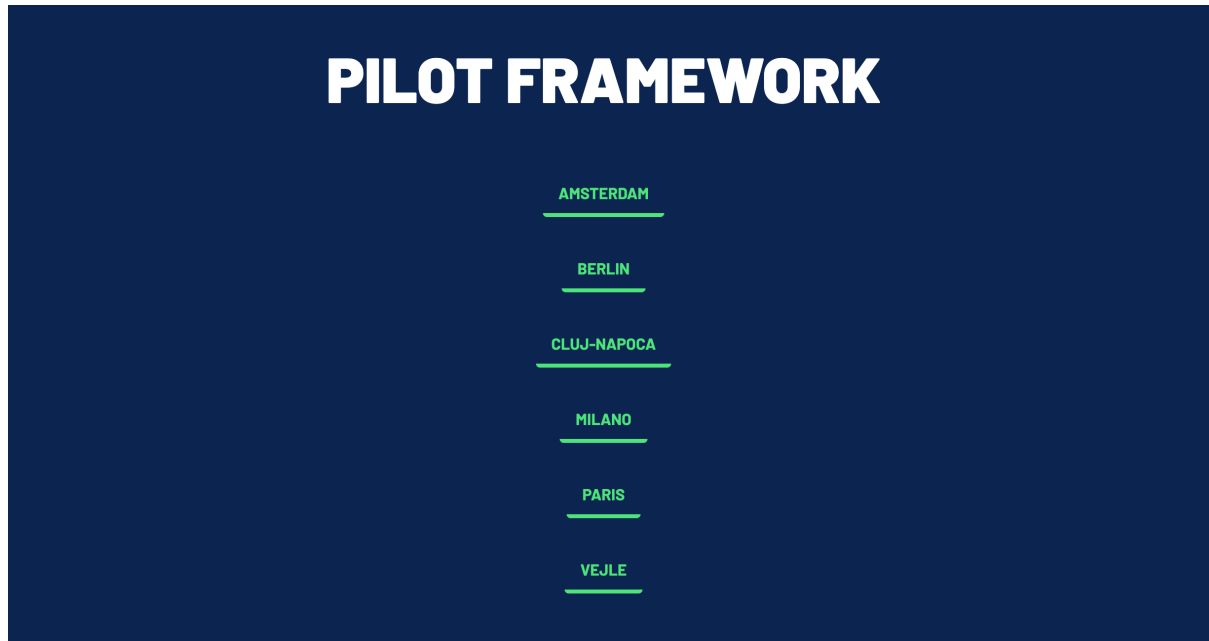 PILOT FRAMEWORK
AMSTERDAM
BERLIN
CLUJ-NAPOCA
MILANO
PARIS
VEJLE